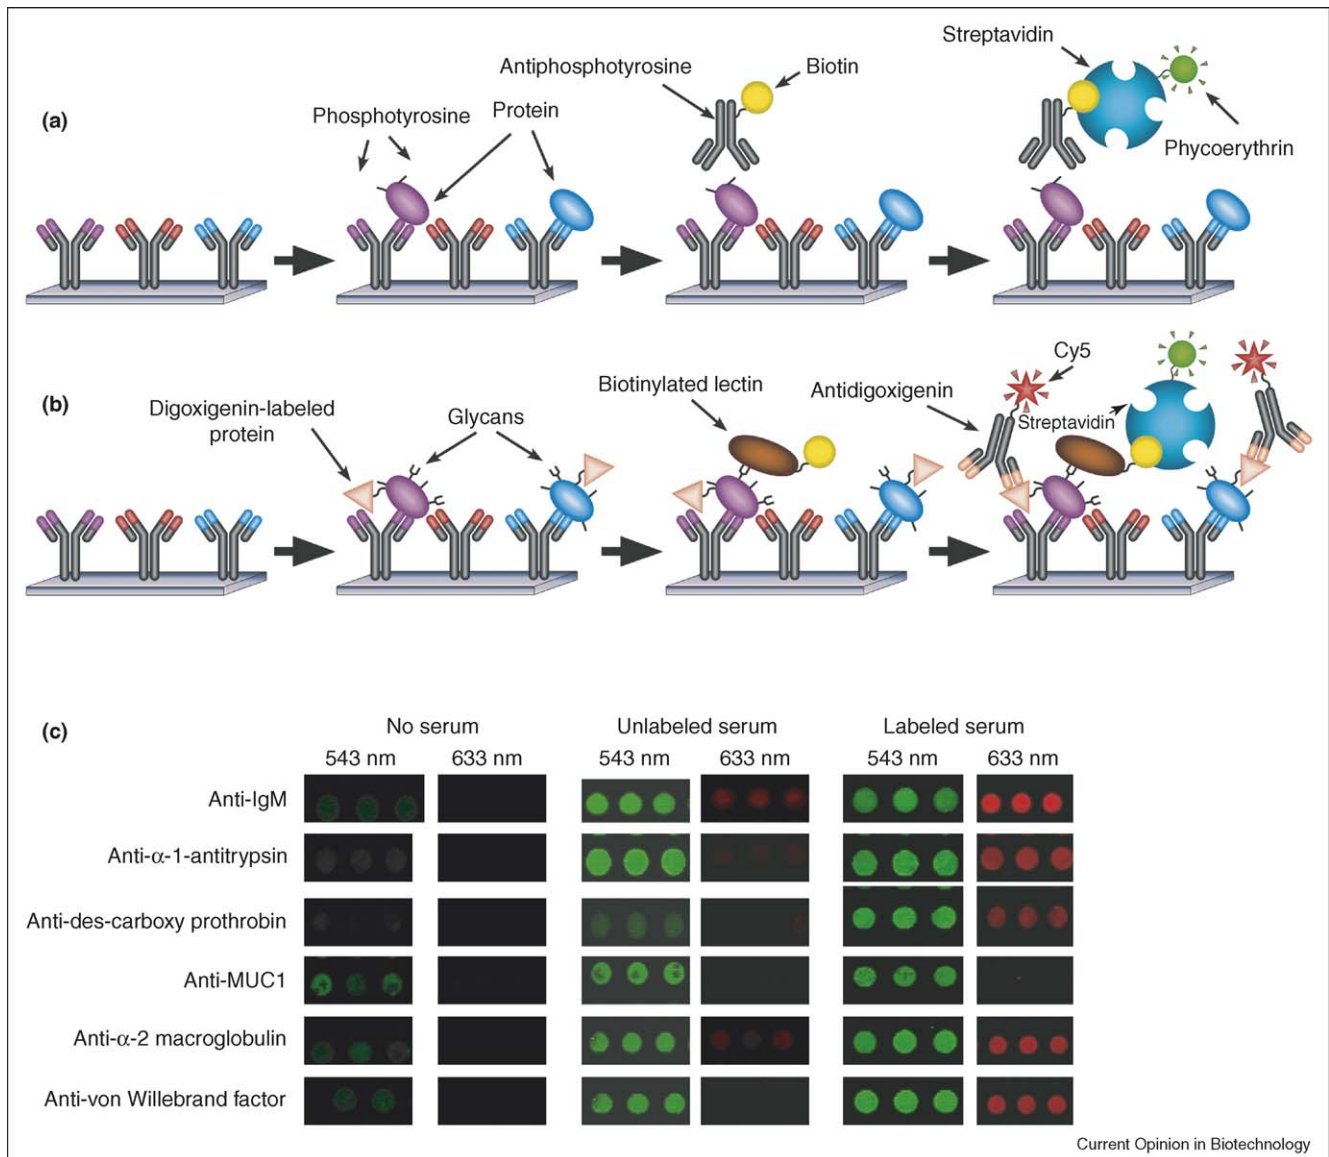 (a)
Phosphotyrosine
Protein
Antiphosphotyrosine
Biotin
Streptavidin
Phycoerythrin
(b)
Digoxigenin-labeled
protein
Glycans
Biotinylated lectin
Antidigoxigenin
Cy5
Streptavidin
(c)
No serum
Unlabeled serum
Labeled serum
543 nm 633 nm 543 nm 633 nm 543 nm 633 nm
Anti-IgM
Anti-α-1-antitrypsin
Anti-des-carboxy prothrobin
Anti-MUC1
Anti-α-2 macroglobulin
Anti-von Willebrand factor
Current Opinion in Biotechnology